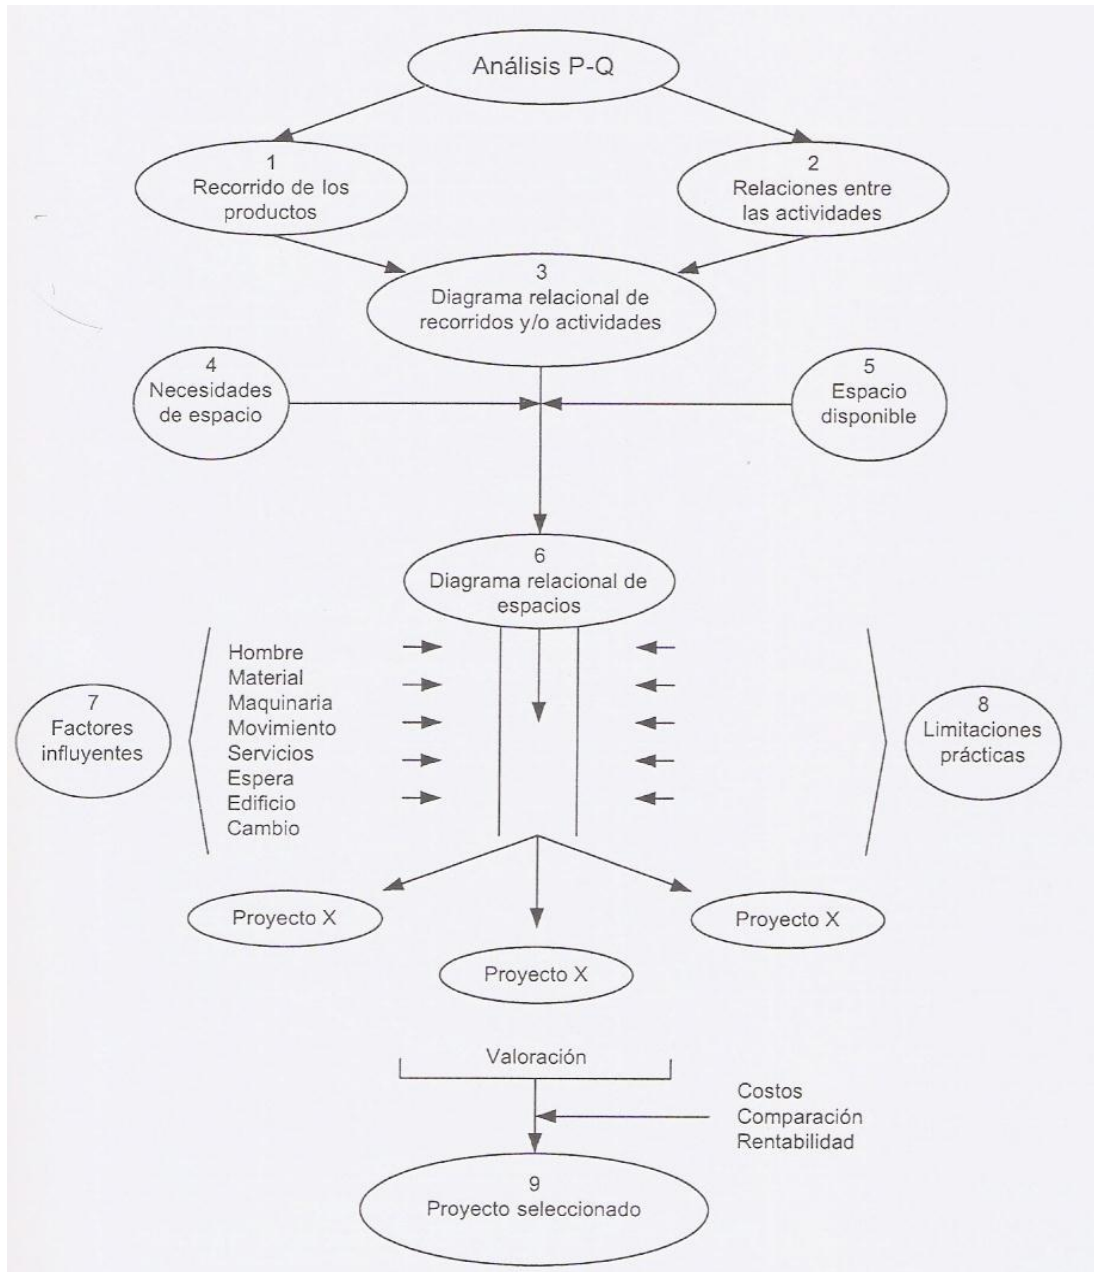 Análisis P-Q
1
Recorrido de los
productos
2
Relaciones entre
las actividades
3
Diagrama relacional de
recorridos y/o actividades
4
Necesidades
de espacio
5
Espacio
disponible
6
Diagrama relacional de
espacios
7
Factores
influyentes
Hombre
Material
Maquinaria
Movimiento
Servicios
Espera
Edificio
Cambio
8
Limitaciones
prácticas
Proyecto X
Proyecto X
Proyecto X
Valoración
Costos
Comparación
Rentabilidad
9
Proyecto seleccionado